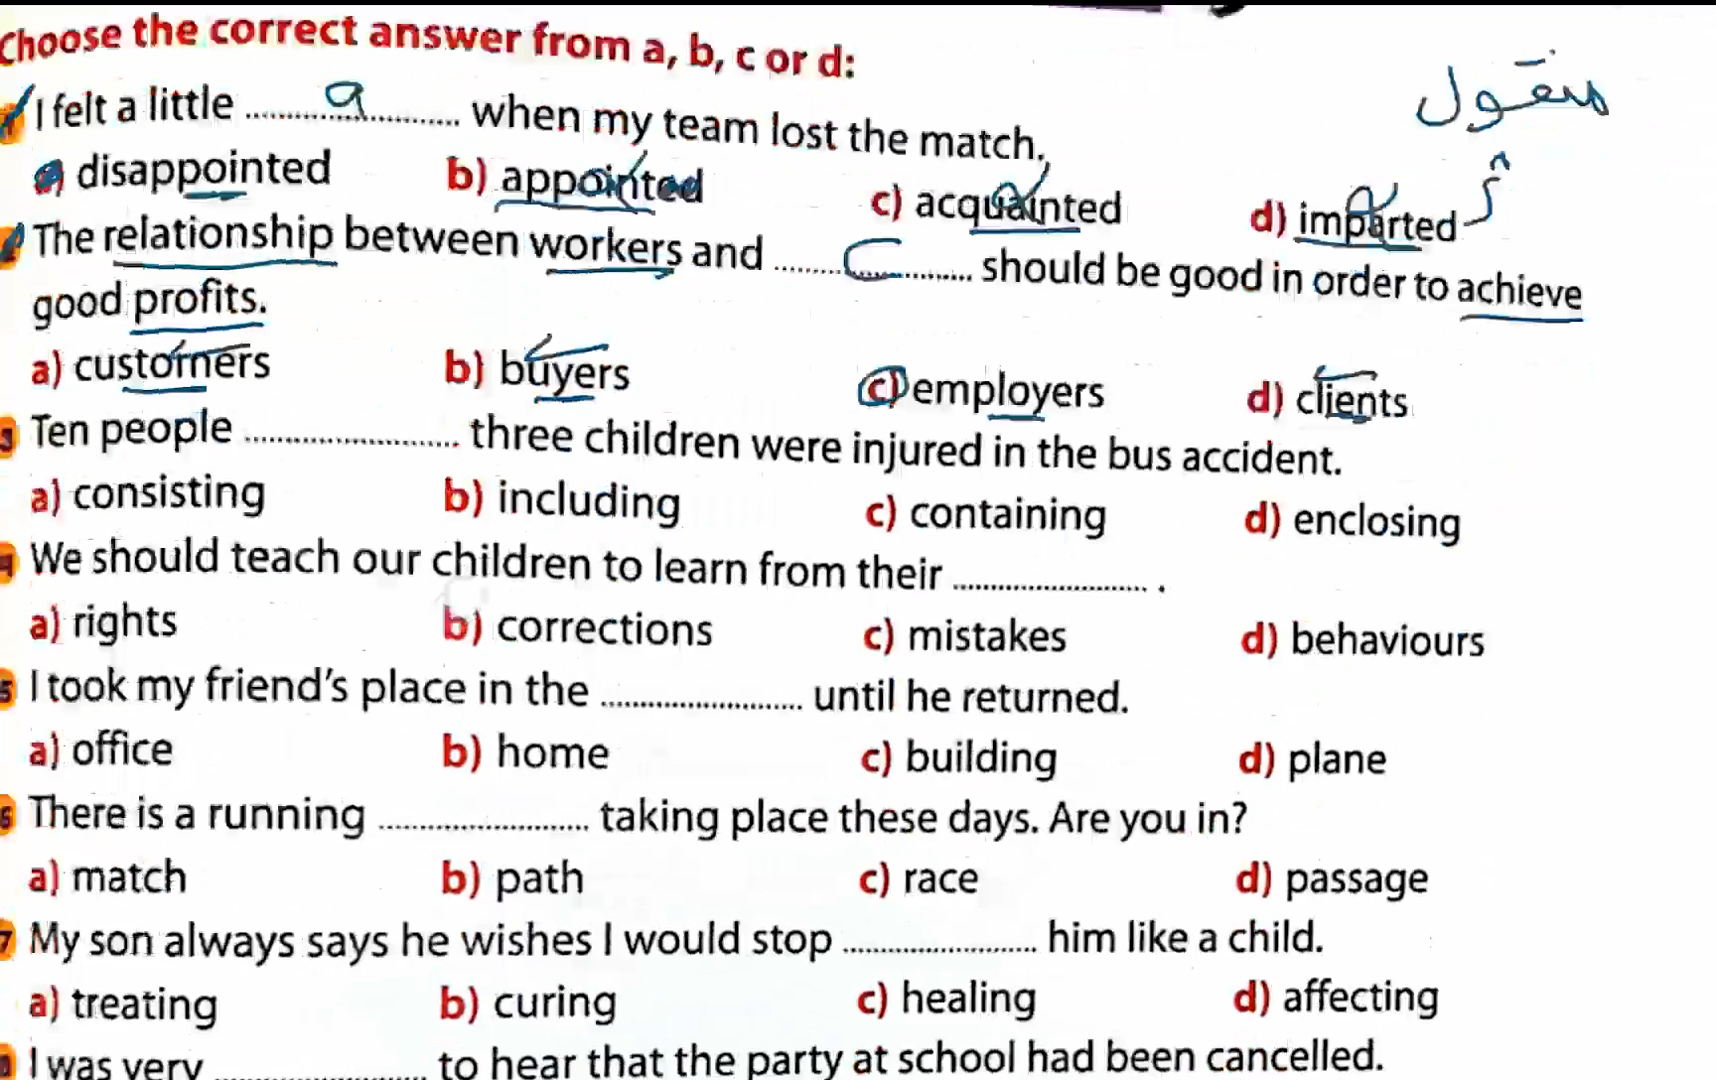 Choose the correct answer from a, b, c or d:
I felt a little ........a........ when my team lost the match.
a) disappointed b) appointed c) acquainted d) imparted
The relationship between workers and ........c........ should be good in order to achieve
good profits.
a) customers b) buyers c) employers d) clients
3 Ten people ........................ three children were injured in the bus accident.
a) consisting b) including c) containing d) enclosing
4 We should teach our children to learn from their ........................ .
a) rights b) corrections c) mistakes d) behaviours
5 I took my friend's place in the ........................ until he returned.
a) office b) home c) building d) plane
6 There is a running ........................ taking place these days. Are you in?
a) match b) path c) race d) passage
7 My son always says he wishes I would stop ........................ him like a child.
a) treating b) curing c) healing d) affecting
I was very ........................ to hear that the party at school had been cancelled.